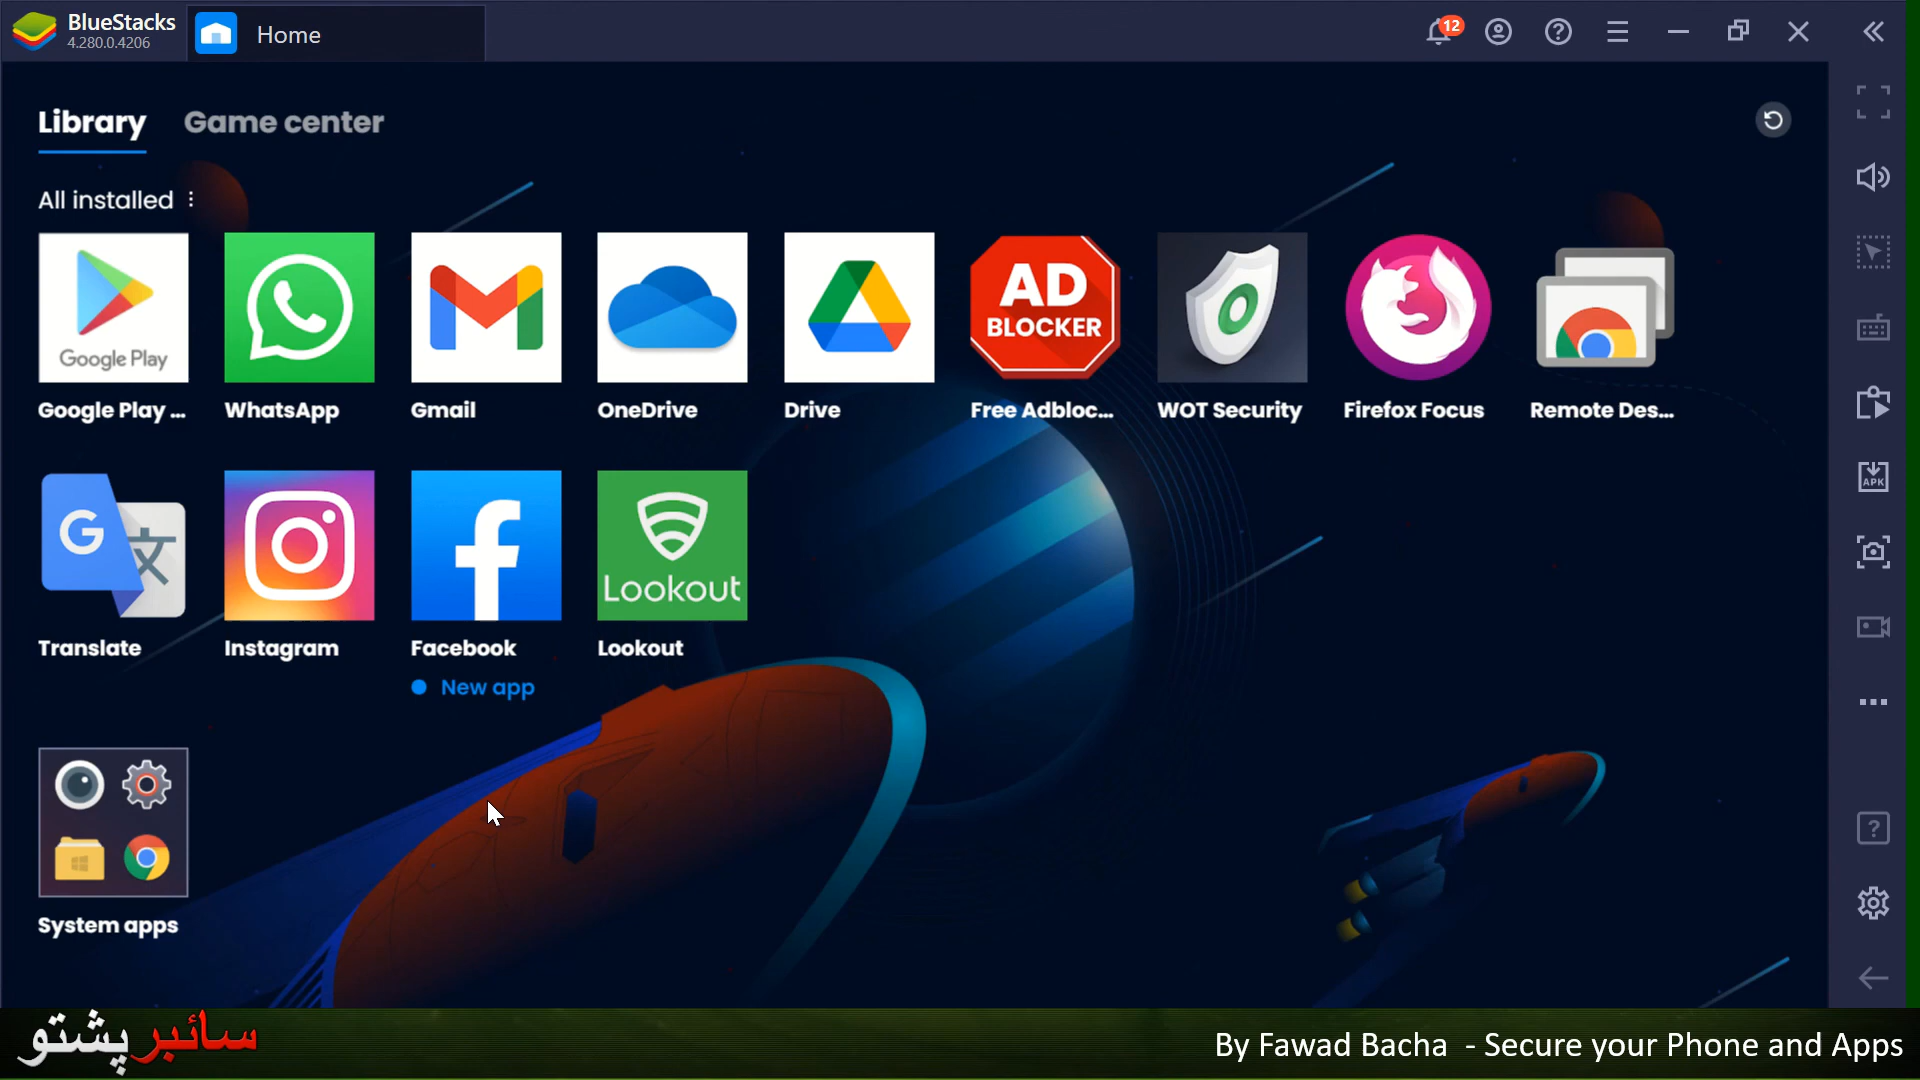 BlueStacks
4.280.0.4206
Home
12
Library
Game center
All installed
Google Play
AD
BLOCKER
Google Play ...
WhatsApp
Gmail
OneDrive
Drive
Free Adbloc...
WOT Security
Firefox Focus
Remote Des...
G
文
Lookout
Translate
Instagram
Facebook
Lookout
New app
APK
System apps
سائبر پشتو
By Fawad Bacha - Secure your Phone and Apps